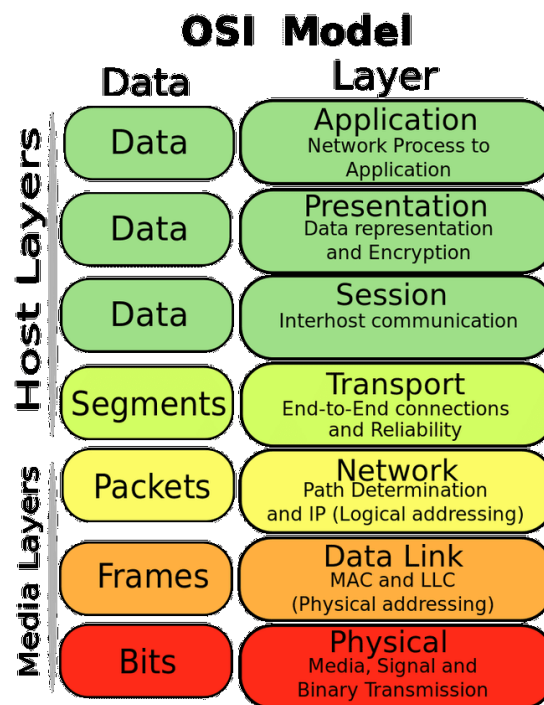 OSI Model
Data
Layer
Host Layers
Data
Application
Network Process to
Application
Data
Presentation
Data representation
and Encryption
Data
Session
Interhost communication
Segments
Transport
End-to-End connections
and Reliability
Media Layers
Packets
Network
Path Determination
and IP (Logical addressing)
Frames
Data Link
MAC and LLC
(Physical addressing)
Bits
Physical
Media, Signal and
Binary Transmission